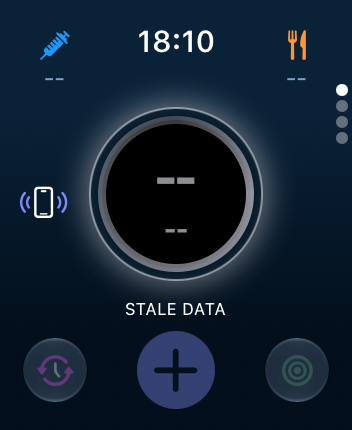 18:10
-- --
--
--
STALE DATA